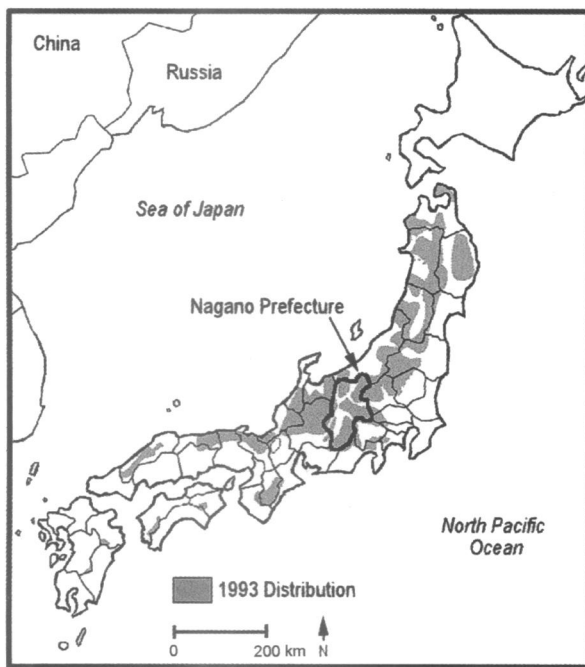 China
Russia
Sea of Japan
Nagano Prefecture
North Pacific
Ocean
1993 Distribution
0 200 km N